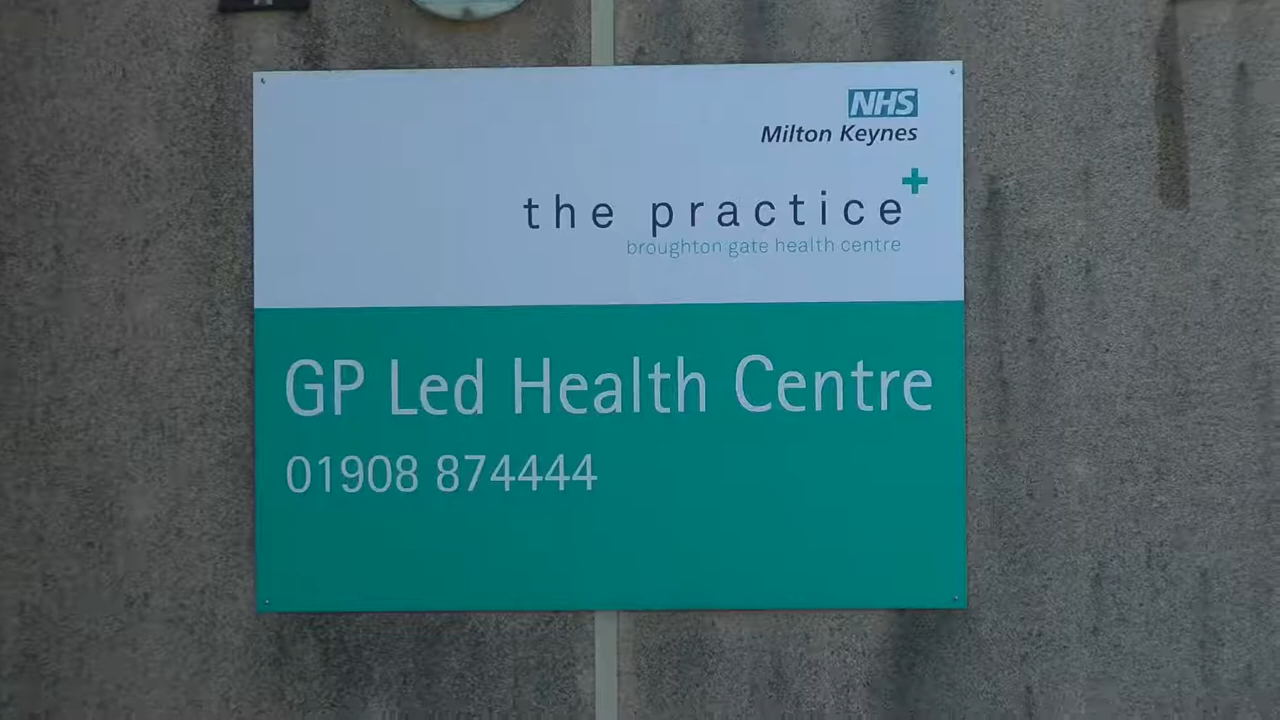 NHS
Milton Keynes
the practice
broughton gate health centre
GP Led Health Centre
01908 874444